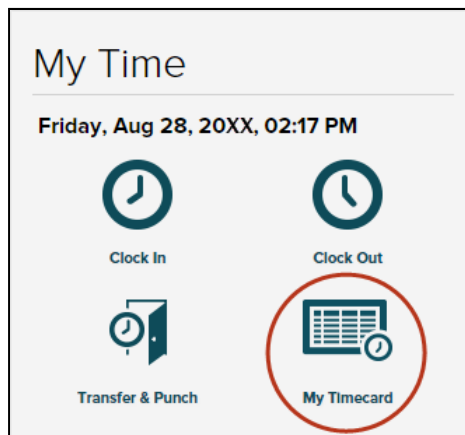 My Time
Friday, Aug 28, 20XX, 02:17 PM
Clock In
Clock Out
Transfer & Punch
My Timecard